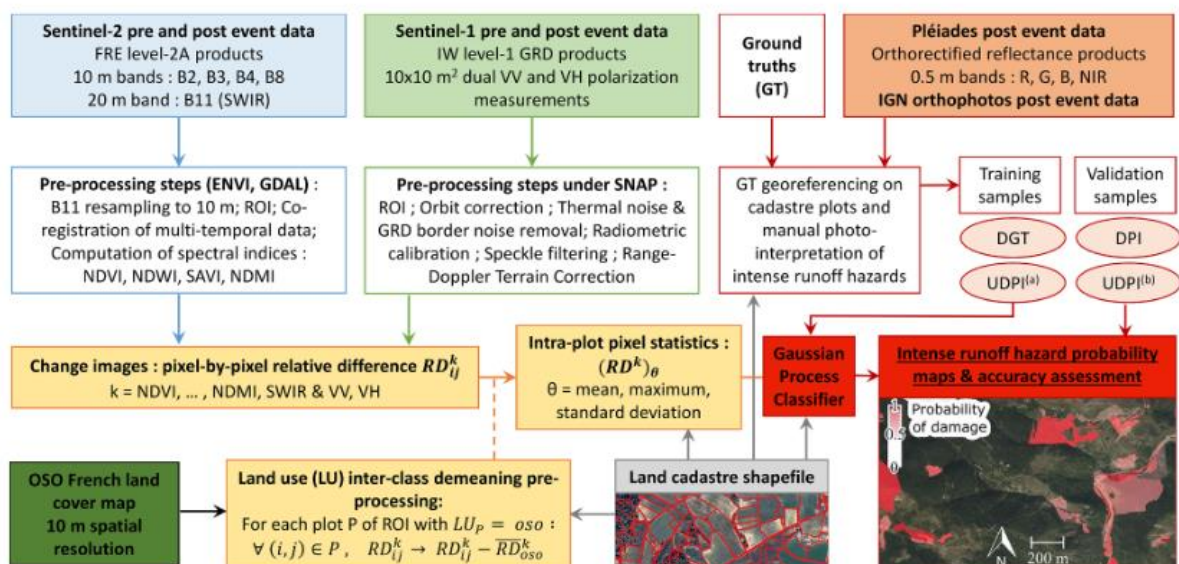 Sentinel-2 pre and post event data
FRE level-2A products
10 m bands : B2, B3, B4, B8
20 m band : B11 (SWIR)
Sentinel-1 pre and post event data
IW level-1 GRD products
10x10 m² dual VV and VH polarization
measurements
Ground
truths
(GT)
Pléiades post event data
Orthorectified reflectance products
0.5 m bands : R, G, B, NIR
IGN orthophotos post event data
Pre-processing steps (ENVI, GDAL) :
B11 resampling to 10 m; ROI; Co-
registration of multi-temporal data;
Computation of spectral indices :
NDVI, NDWI, SAVI, NDMI
Pre-processing steps under SNAP :
ROI ; Orbit correction ; Thermal noise &
GRD border noise removal; Radiometric
calibration ; Speckle filtering ; Range-
Doppler Terrain Correction
GT georeferencing on
cadastre plots and
manual photo-
interpretation of
intense runoff hazards
Training
samples
DGT
UDPI(a)
Validation
samples
DPI
UDPI(b)
Change images : pixel-by-pixel relative difference RD^k_ij
k = NDVI, … , NDMI, SWIR & VV, VH
Intra-plot pixel statistics :
(RD^k)_θ
θ = mean, maximum,
standard deviation
Gaussian
Process
Classifier
Intense runoff hazard probability
maps & accuracy assessment
1
0.5
0
Probability
of damage
N
200 m
OSO French land
cover map
10 m spatial
resolution
Land use (LU) inter-class demeaning pre-
processing:
For each plot P of ROI with LU_P = oso :
∀ (i, j) ∈ P , RD^k_ij → RD^k_ij − \overline{RD}^k_oso
Land cadastre shapefile